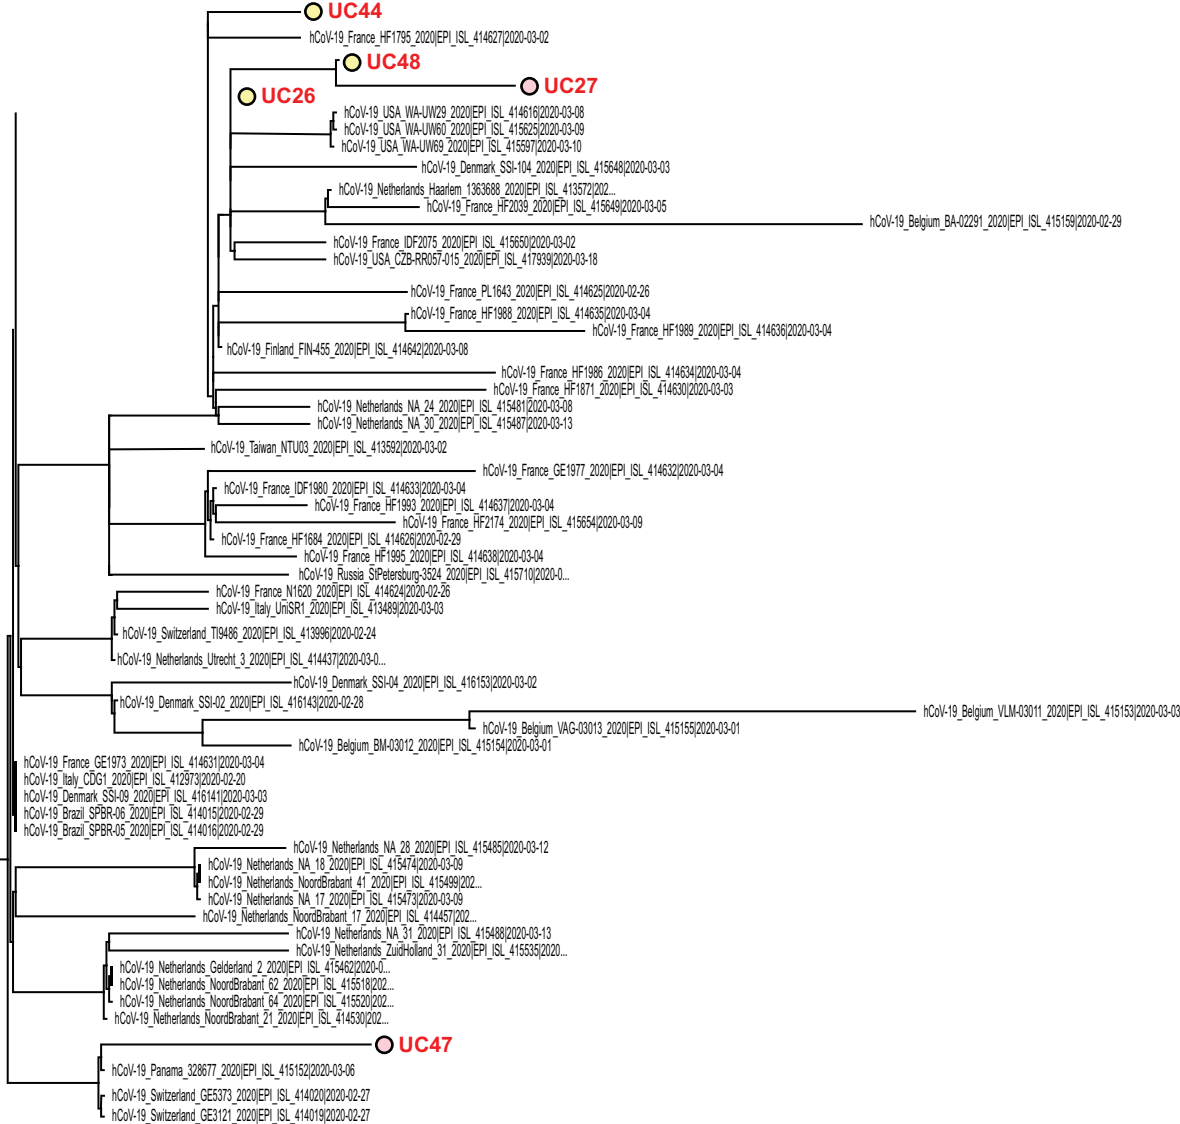 UC44
hCoV-19_France_HF1795_2020|EPI_ISL_414627|2020-03-02
UC48
UC27
UC26
hCoV-19_USA_WA-UW29_2020|EPI_ISL_414616|2020-03-08
hCoV-19_USA_WA-UW60_2020|EPI_ISL_415625|2020-03-09
hCoV-19_USA_WA-UW69_2020|EPI_ISL_415597|2020-03-10
hCoV-19_Denmark_SSI-104_2020|EPI_ISL_415648|2020-03-03
hCoV-19_Netherlands_Haarlem_1363688_2020|EPI_ISL_413572|202...
hCoV-19_France_HF2039_2020|EPI_ISL_415649|2020-03-05
hCoV-19_Belgium_BA-02291_2020|EPI_ISL_415159|2020-02-29
hCoV-19_France_IDF2075_2020|EPI_ISL_415650|2020-03-02
hCoV-19_USA_CZB-RR057-015_2020|EPI_ISL_417939|2020-03-18
hCoV-19_France_PL1643_2020|EPI_ISL_414625|2020-02-26
hCoV-19_France_HF1988_2020|EPI_ISL_414635|2020-03-04
hCoV-19_France_HF1989_2020|EPI_ISL_414636|2020-03-04
hCoV-19_Finland_FIN-455_2020|EPI_ISL_414642|2020-03-08
hCoV-19_France_HF1986_2020|EPI_ISL_414634|2020-03-04
hCoV-19_France_HF1871_2020|EPI_ISL_414630|2020-03-03
hCoV-19_Netherlands_NA_24_2020|EPI_ISL_415481|2020-03-08
hCoV-19_Netherlands_NA_30_2020|EPI_ISL_415487|2020-03-13
hCoV-19_Taiwan_NTU03_2020|EPI_ISL_413592|2020-03-02
hCoV-19_France_GE1977_2020|EPI_ISL_414632|2020-03-04
hCoV-19_France_IDF1980_2020|EPI_ISL_414633|2020-03-04
hCoV-19_France_HF1993_2020|EPI_ISL_414637|2020-03-04
hCoV-19_France_HF2174_2020|EPI_ISL_415654|2020-03-09
hCoV-19_France_HF1684_2020|EPI_ISL_414626|2020-02-29
hCoV-19_France_HF1995_2020|EPI_ISL_414638|2020-03-04
hCoV-19_Russia_StPetersburg-3524_2020|EPI_ISL_415710|2020-0...
hCoV-19_France_N1620_2020|EPI_ISL_414624|2020-02-26
hCoV-19_Italy_UniSR1_2020|EPI_ISL_413489|2020-03-03
hCoV-19_Switzerland_TI9486_2020|EPI_ISL_413996|2020-02-24
hCoV-19_Netherlands_Utrecht_3_2020|EPI_ISL_414437|2020-03-0...
hCoV-19_Denmark_SSI-04_2020|EPI_ISL_416153|2020-03-02
hCoV-19_Denmark_SSI-02_2020|EPI_ISL_416143|2020-02-28
hCoV-19_Belgium_VLM-03011_2020|EPI_ISL_415153|2020-03-03
hCoV-19_Belgium_VAG-03013_2020|EPI_ISL_415155|2020-03-01
hCoV-19_Belgium_BM-03012_2020|EPI_ISL_415154|2020-03-01
hCoV-19_France_GE1973_2020|EPI_ISL_414631|2020-03-04
hCoV-19_Italy_CDG1_2020|EPI_ISL_412973|2020-02-20
hCoV-19_Denmark_SSI-09_2020|EPI_ISL_416141|2020-03-03
hCoV-19_Brazil_SPBR-06_2020|EPI_ISL_414015|2020-02-29
hCoV-19_Brazil_SPBR-05_2020|EPI_ISL_414016|2020-02-29
hCoV-19_Netherlands_NA_28_2020|EPI_ISL_415485|2020-03-12
hCoV-19_Netherlands_NA_18_2020|EPI_ISL_415474|2020-03-09
hCoV-19_Netherlands_NoordBrabant_41_2020|EPI_ISL_415499|202...
hCoV-19_Netherlands_NA_17_2020|EPI_ISL_415473|2020-03-09
hCoV-19_Netherlands_NoordBrabant_17_2020|EPI_ISL_414457|202...
hCoV-19_Netherlands_NA_31_2020|EPI_ISL_415488|2020-03-13
hCoV-19_Netherlands_ZuidHolland_31_2020|EPI_ISL_415535|2020...
hCoV-19_Netherlands_Gelderland_2_2020|EPI_ISL_415462|2020-0...
hCoV-19_Netherlands_NoordBrabant_62_2020|EPI_ISL_415518|202...
hCoV-19_Netherlands_NoordBrabant_64_2020|EPI_ISL_415520|202...
hCoV-19_Netherlands_NoordBrabant_21_2020|EPI_ISL_414530|202...
UC47
hCoV-19_Panama_328677_2020|EPI_ISL_415152|2020-03-06
hCoV-19_Switzerland_GE5373_2020|EPI_ISL_414020|2020-02-27
hCoV-19_Switzerland_GE3121_2020|EPI_ISL_414019|2020-02-27